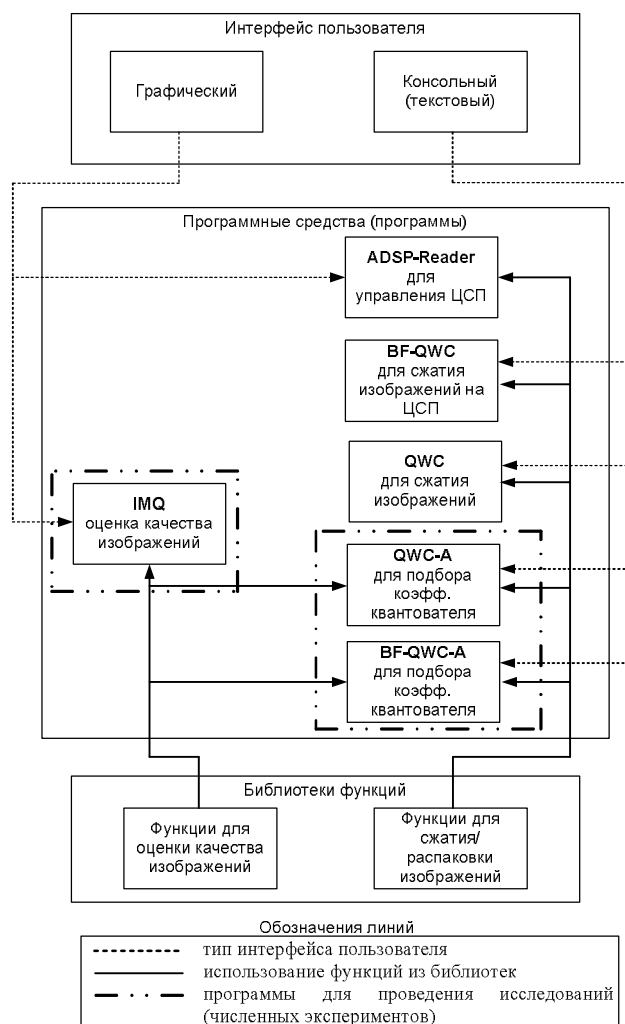 Интерфейс пользователя
Графический
Консольный
(текстовый)
Программные средства (программы)
ADSP-Reader
для
управления ЦСП
BF-QWC
для сжатия
изображений на
ЦСП
QWC
для сжатия
изображений
IMQ
оценка качества
изображений
QWC-A
для подбора
коэфф.
квантователя
BF-QWC-A
для подбора
коэфф.
квантователя
Библиотеки функций
Функции для
оценки качества
изображений
Функции для
сжатия/
распаковки
изображений
Обозначения линий
тип интерфейса пользователя
использование функций из библиотек
программы для проведения исследований
(численных экспериментов)